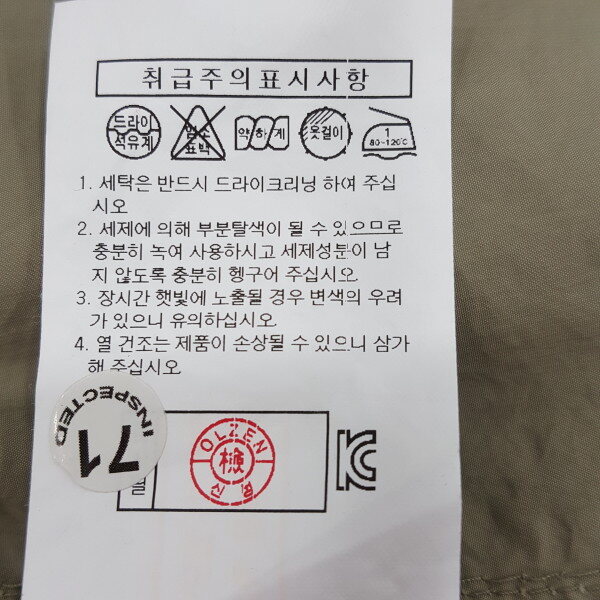 취급주의표시사항
드라이 석유계
염소 표백
약하게
옷걸이
1 80~120℃
1. 세탁은 반드시 드라이크리닝 하여 주십
시오
2. 세제에 의해 부분탈색이 될 수 있으므로
충분히 녹여 사용하시고 세제성분이 남
지 않도록 충분히 헹구어 주십시오
3. 장시간 햇빛에 노출될 경우 변색의 우려
가 있으니 유의하십시오
4. 열 건조는 제품이 손상될 수 있으니 삼가
해 주십시오
INSPECTED
71
별
OLZEN
檢
신원